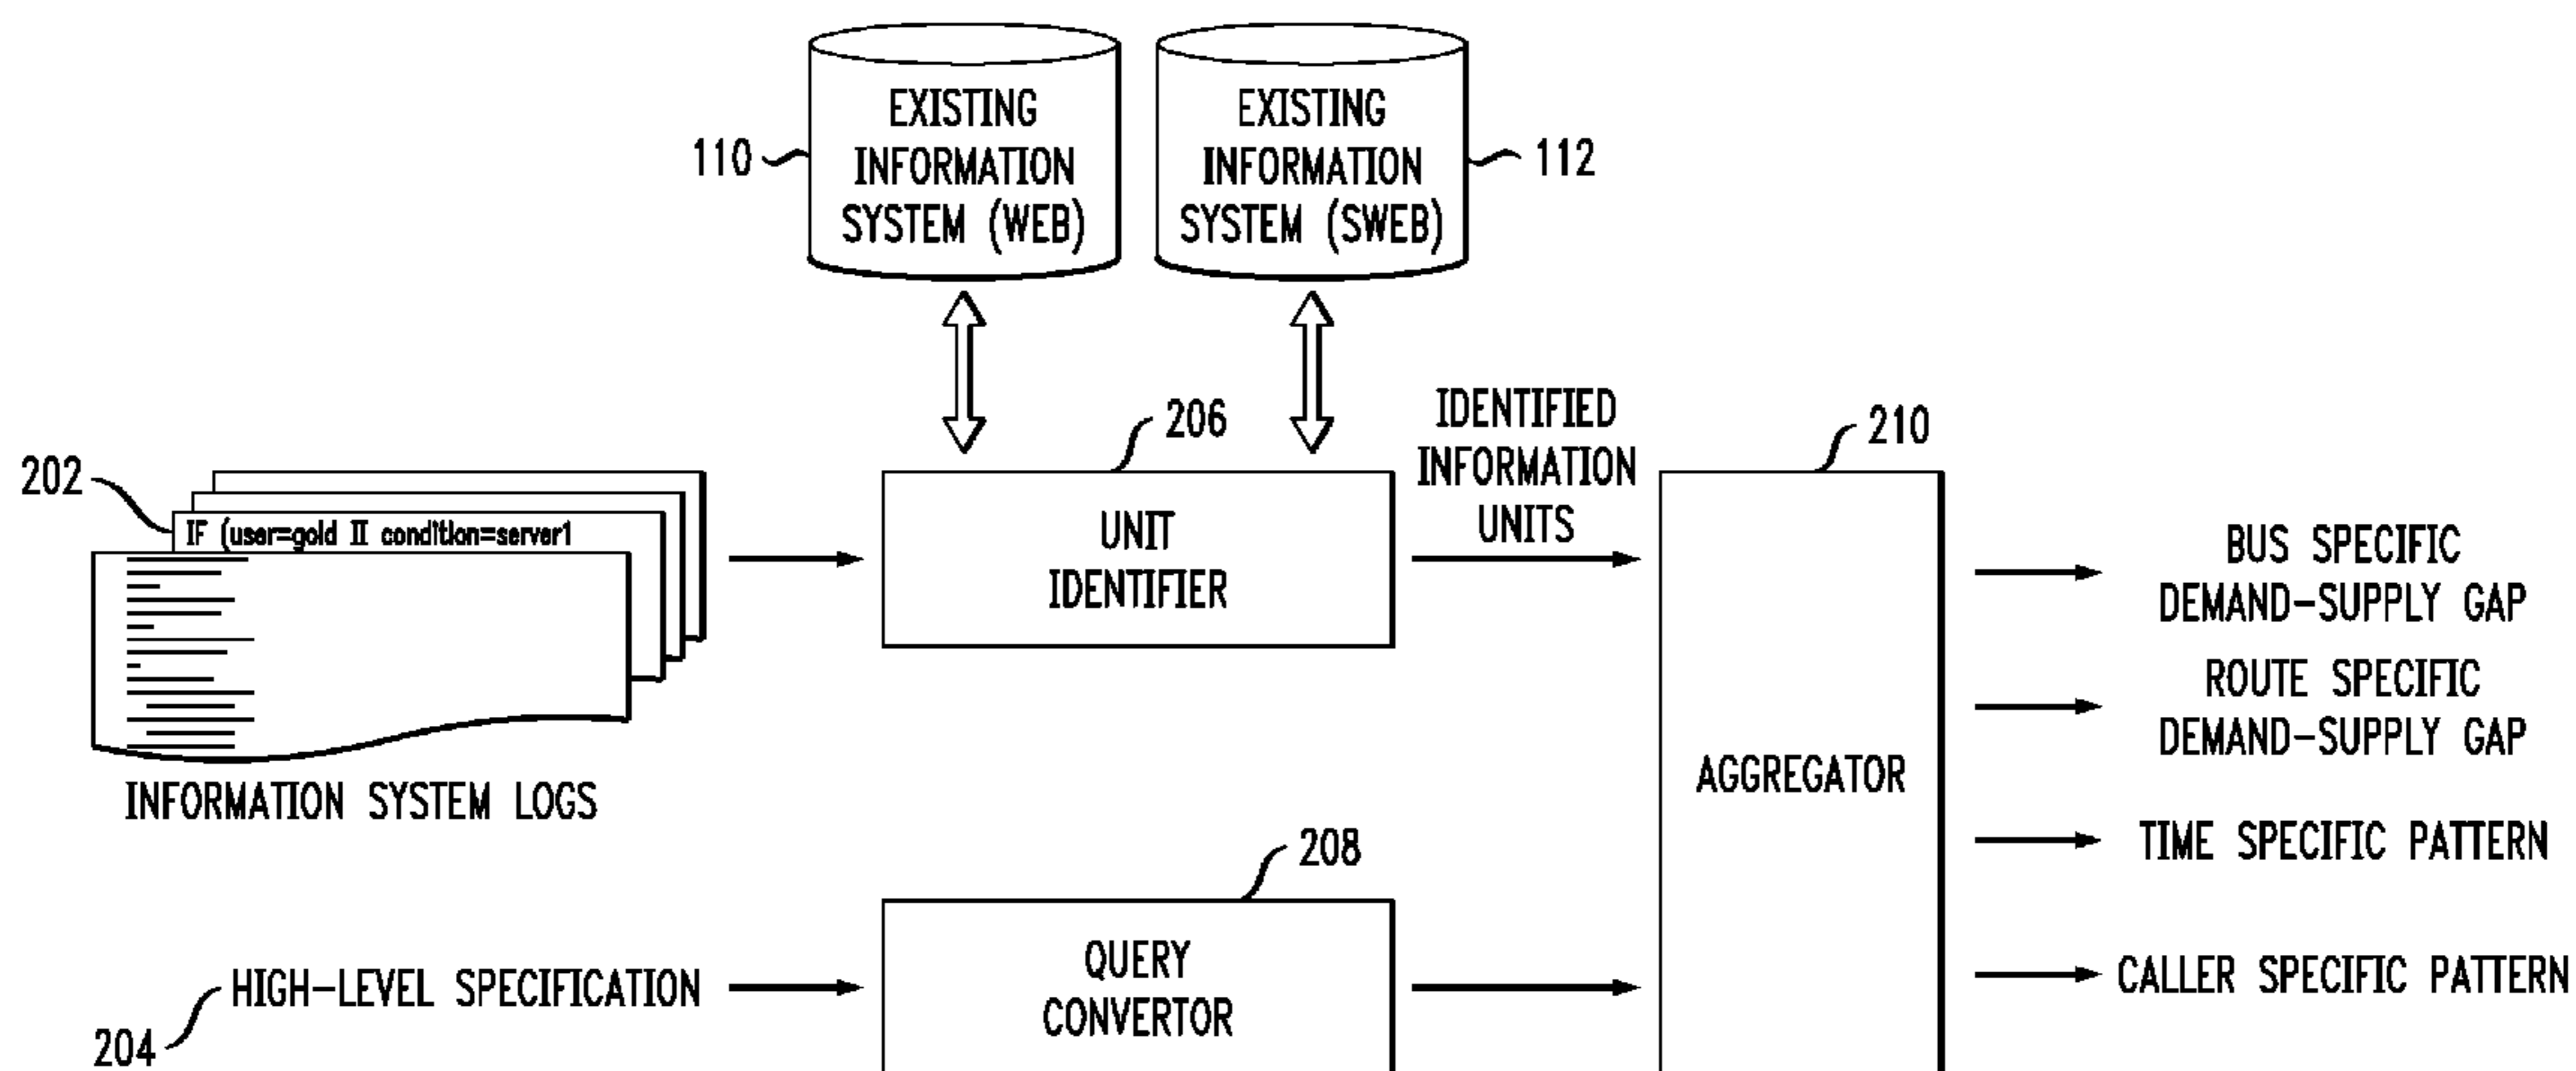 EXISTING
INFORMATION
SYSTEM (WEB)
110
EXISTING
INFORMATION
SYSTEM (SWEB)
112
202
IF (user=gold II condition=server1
INFORMATION SYSTEM LOGS
206
UNIT
IDENTIFIER
IDENTIFIED
INFORMATION
UNITS
210
AGGREGATOR
BUS SPECIFIC
DEMAND-SUPPLY GAP
ROUTE SPECIFIC
DEMAND-SUPPLY GAP
TIME SPECIFIC PATTERN
CALLER SPECIFIC PATTERN
204
HIGH-LEVEL SPECIFICATION
208
QUERY
CONVERTOR